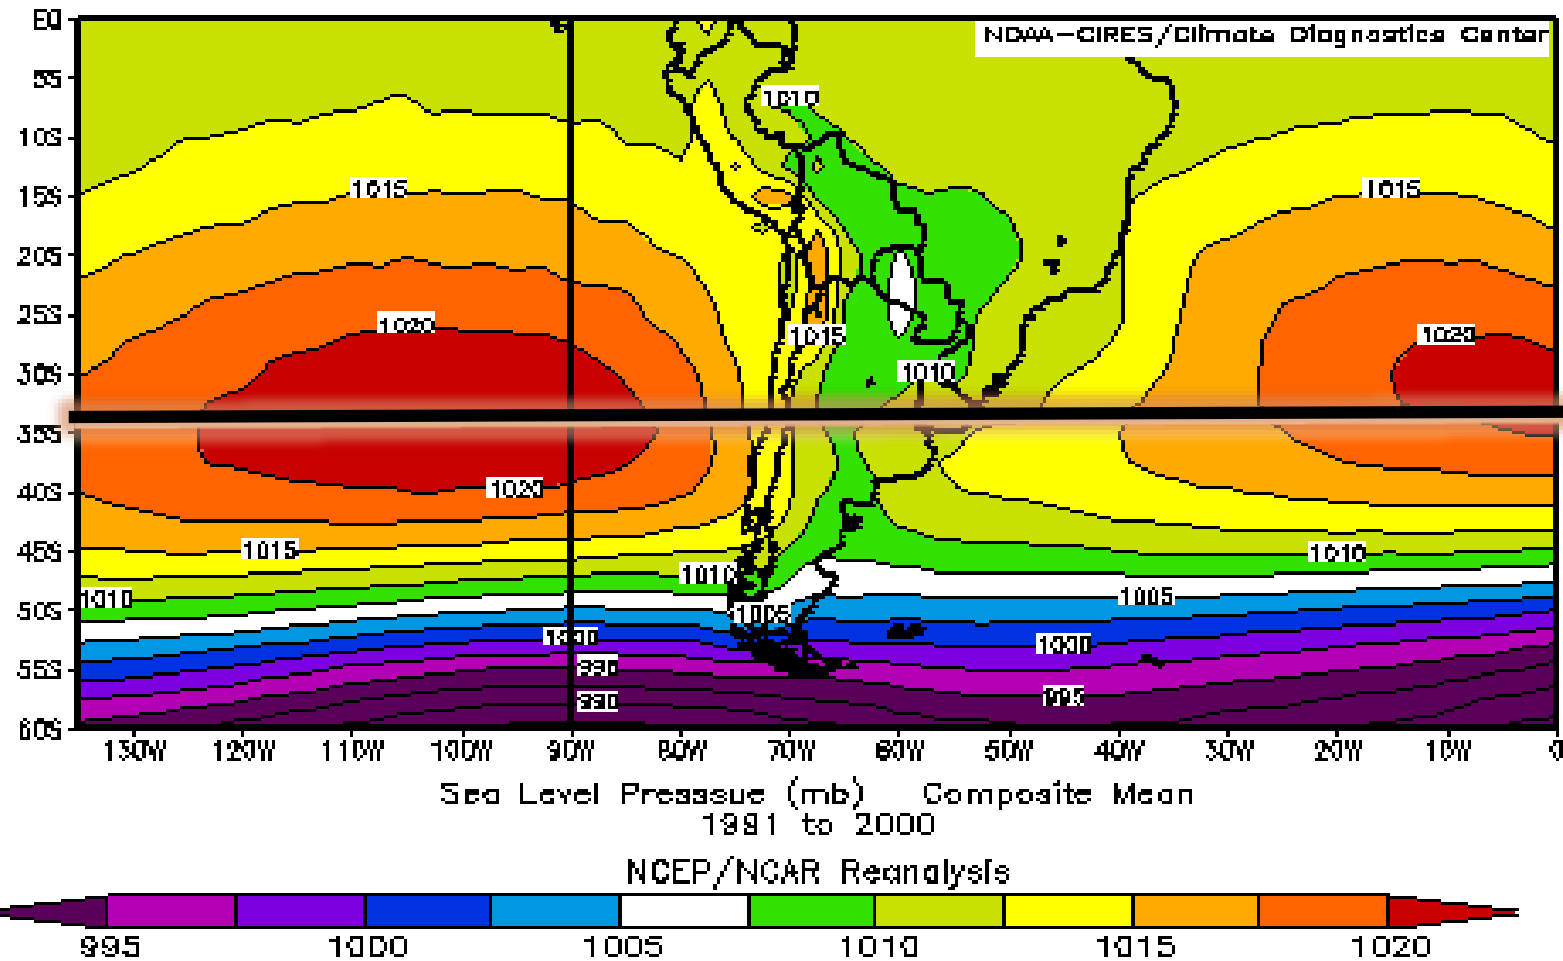 EQ
NOAA-CIRES/Climate Diagnostics Center
5S
1010
10S
1015
1015
15S
20S
25S
1020
1015
1020
30S
1010
35S
40S
1020
45S
1015
1010
1010
1010
50S
1005
1005
1000
1000
55S
995
990
995
60S
130W 120W 110W 100W 90W 80W 70W 60W 50W 40W 30W 20W 10W 0
Sea Level Presssue (mb) Composite Mean
1991 to 2000
NCEP/NCAR Reanalysis
995 1000 1005 1010 1015 1020